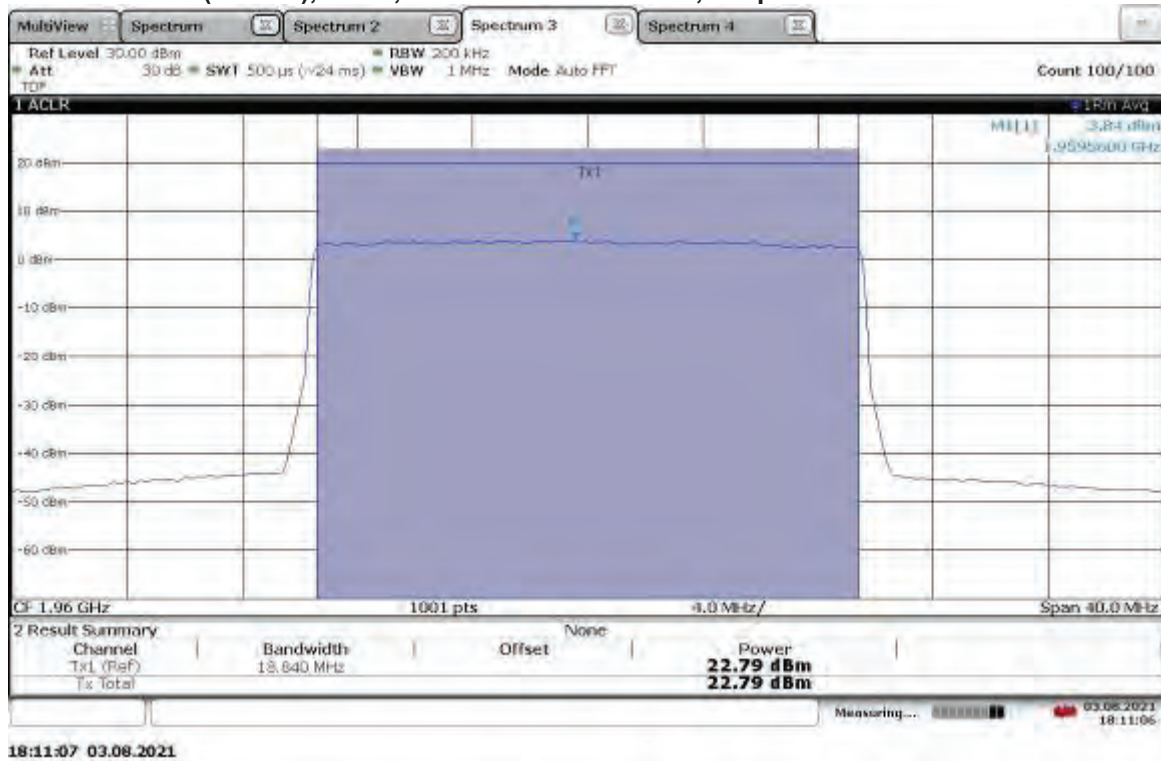 MultiView Spectrum Spectrum 2 Spectrum 3 Spectrum 4
Ref Level 30.00 dBm RBW 200 kHz
Att 30 dB SWT 500 µs (~24 ms) VBW 1 MHz Mode Auto FFT Count 100/100
TDF
1 ACLR 1Rm Avg
M1[1] 3.84 dBm
1.9595600 GHz
20 dBm
Tx1
10 dBm
0 dBm
-10 dBm
-20 dBm
-30 dBm
-40 dBm
-50 dBm
-60 dBm
CF 1.96 GHz 1001 pts 4.0 MHz/ Span 40.0 MHz
2 Result Summary None
Channel Bandwidth Offset Power
Tx1 (Ref) 18.840 MHz 22.79 dBm
Tx Total 22.79 dBm
Measuring... 03.08.2021
18:11:06
18:11:07 03.08.2021